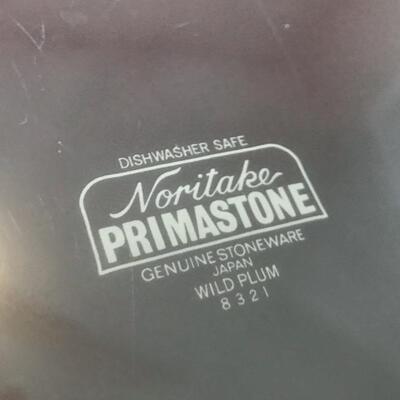 DISHWASHER SAFE
Noritake
PRIMASTONE
GENUINE STONEWARE
JAPAN
WILD PLUM
8321